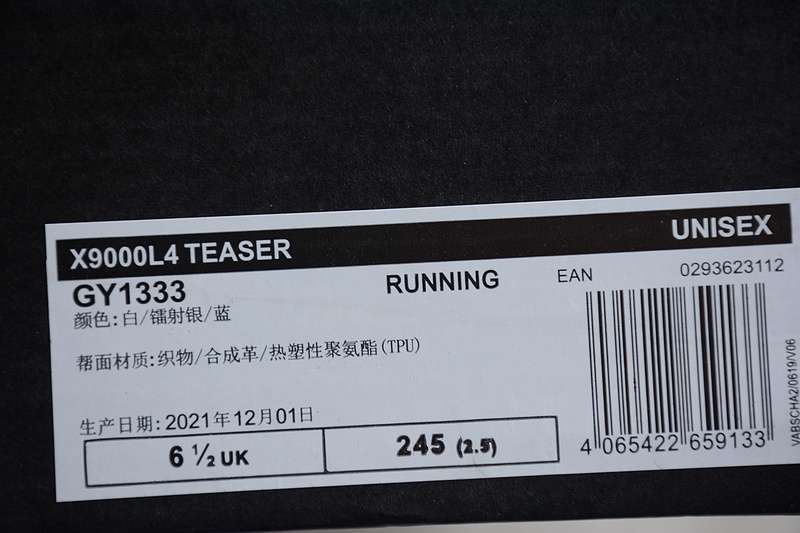 X9000L4 TEASER
UNISEX
GY1333
RUNNING
EAN
0293623112
颜色:白/镭射银/蓝
帮面材质:织物/合成革/热塑性聚氨酯(TPU)
生产日期:2021年12月01日
6 ½ UK
245 (2.5)
4 065422 659133
VABSCHA2/0619/V06